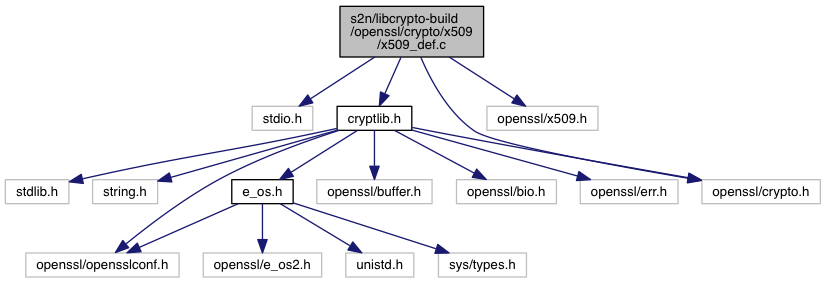 s2n/libcrypto-build
/openssl/crypto/x509
/x509_def.c
stdio.h
cryptlib.h
openssl/x509.h
stdlib.h
string.h
e_os.h
openssl/buffer.h
openssl/bio.h
openssl/err.h
openssl/crypto.h
openssl/opensslconf.h
openssl/e_os2.h
unistd.h
sys/types.h